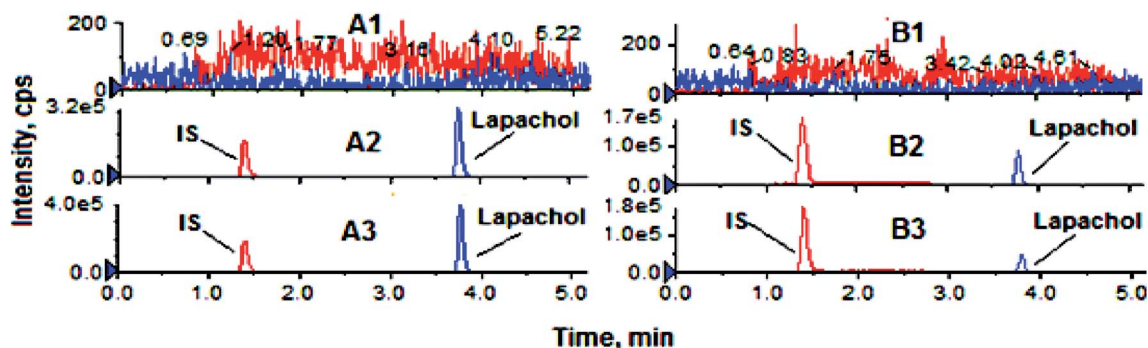 A1
200
100
0
0.69
1.20
1.77
3.16
4.10
5.22
3.2e5
0.0
IS
A2
Lapachol
4.0e5
0.0
IS
A3
Lapachol
0.0 1.0 2.0 3.0 4.0 5.0
Intensity, cps
B1
200
0
0.64
0.83
1.75
3.42
4.02
4.61
1.7e5
1.0e5
0.0
IS
B2
Lapachol
1.8e5
1.0e5
0.0
IS
B3
Lapachol
0.0 1.0 2.0 3.0 4.0 5.0
Time, min